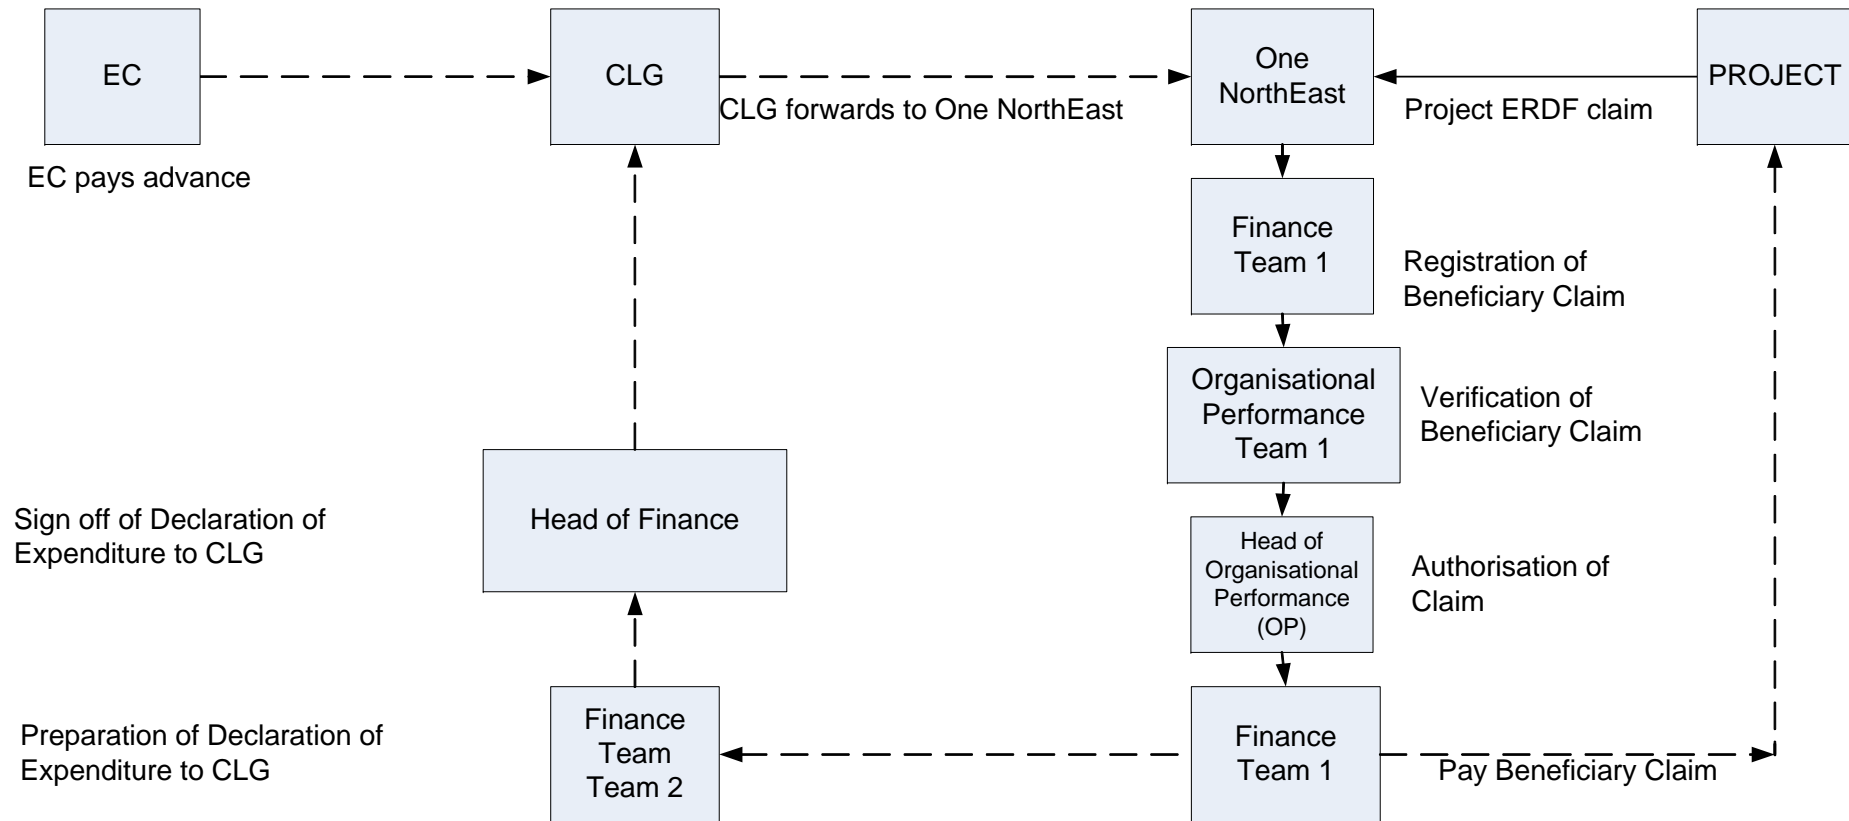 EC
CLG
One
NorthEast
PROJECT
CLG forwards to One NorthEast
Project ERDF claim
EC pays advance
Finance
Team 1
Registration of
Beneficiary Claim
Organisational
Performance
Team 1
Verification of
Beneficiary Claim
Sign off of Declaration of
Expenditure to CLG
Head of Finance
Head of
Organisational
Performance
(OP)
Authorisation of
Claim
Preparation of Declaration of
Expenditure to CLG
Finance
Team
Team 2
Finance
Team 1
Pay Beneficiary Claim